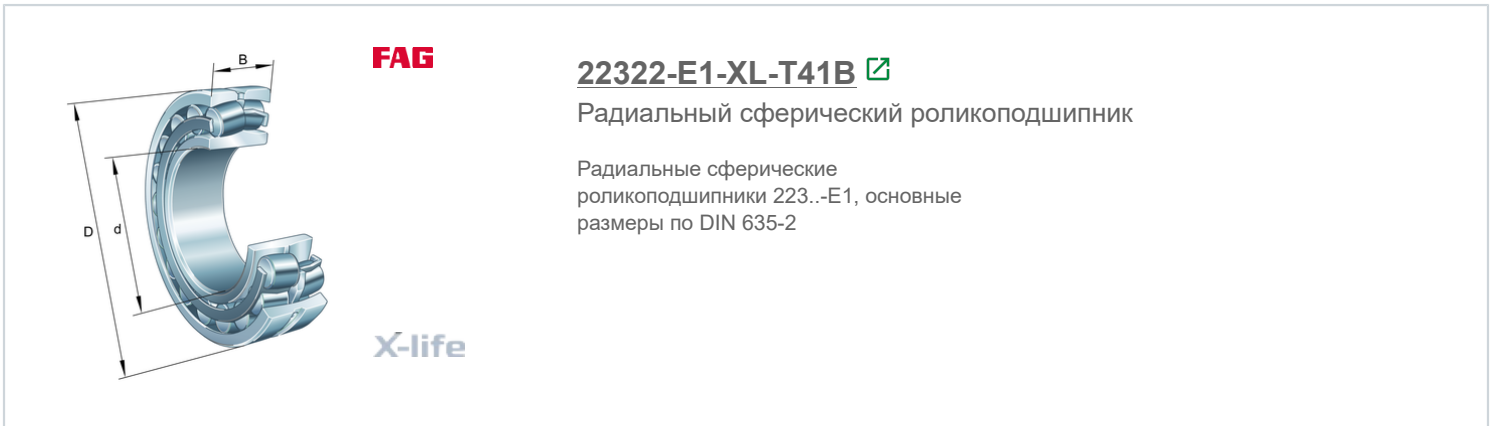 B
FAG
22322-E1-XL-T41B
Радиальный сферический роликоподшипник
D
d
Радиальные сферические
роликоподшипники 223..-E1, основные
размеры по DIN 635-2
X-life